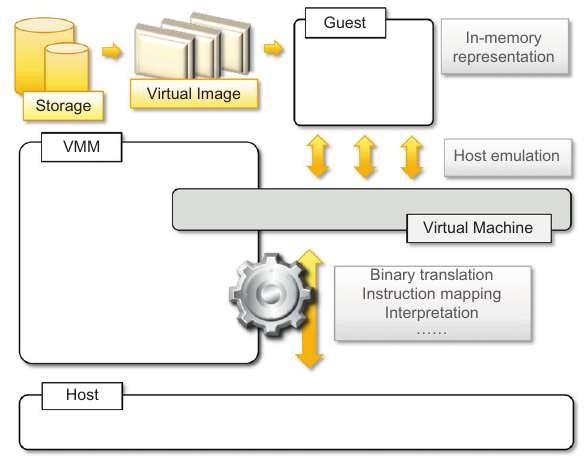 Guest
In-memory
representation
Storage
Virtual Image
VMM
Host emulation
Virtual Machine
Binary translation
Instruction mapping
Interpretation
......
Host